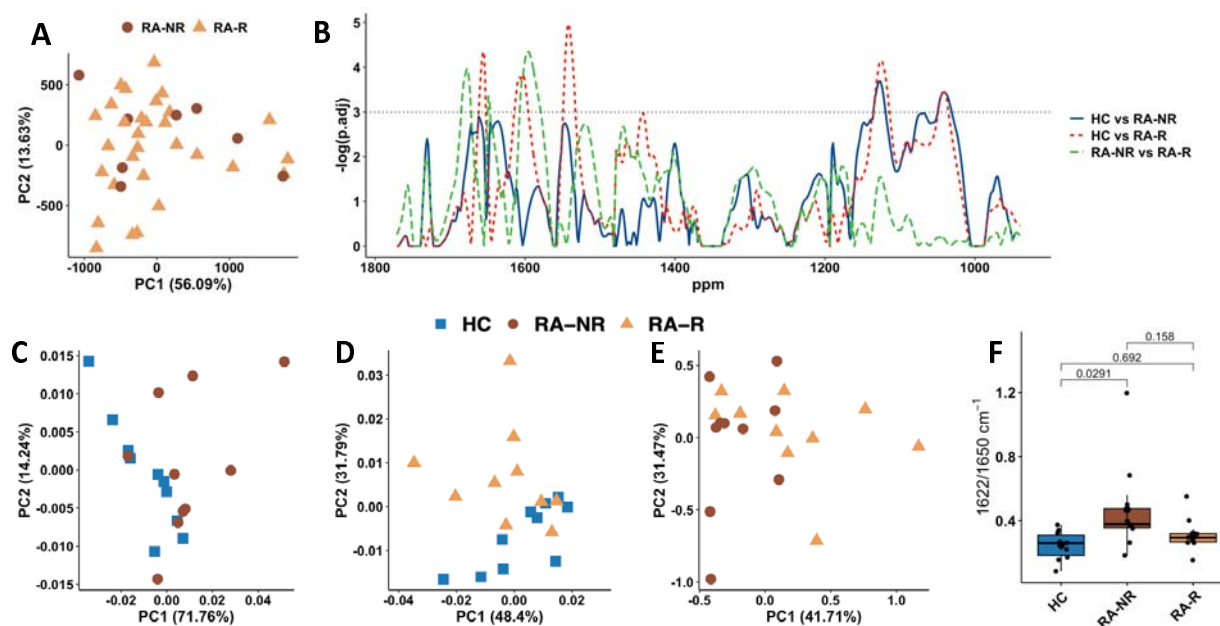 A
RA-NR RA-R
500
0
-500
PC2 (13.63%)
-1000 0 1000
PC1 (56.09%)
B
5
4
3
2
1
0
-log(p.adj)
1800 1600 1400 1200 1000
ppm
HC vs RA-NR
HC vs RA-R
RA-NR vs RA-R
HC RA–NR RA–R
C
0.015
0.010
0.005
0.000
-0.005
-0.010
-0.015
PC2 (14.24%)
-0.02 0.00 0.02 0.04
PC1 (71.76%)
D
0.03
0.02
0.01
0.00
-0.01
PC2 (31.79%)
-0.04 -0.02 0.00 0.02
PC1 (48.4%)
E
0.5
0.0
-0.5
-1.0
PC2 (31.47%)
-0.5 0.0 0.5 1.0
PC1 (41.71%)
F
0.158
0.692
0.0291
1.2
0.8
0.4
1622/1650 cm⁻¹
HC
RA-NR
RA-R